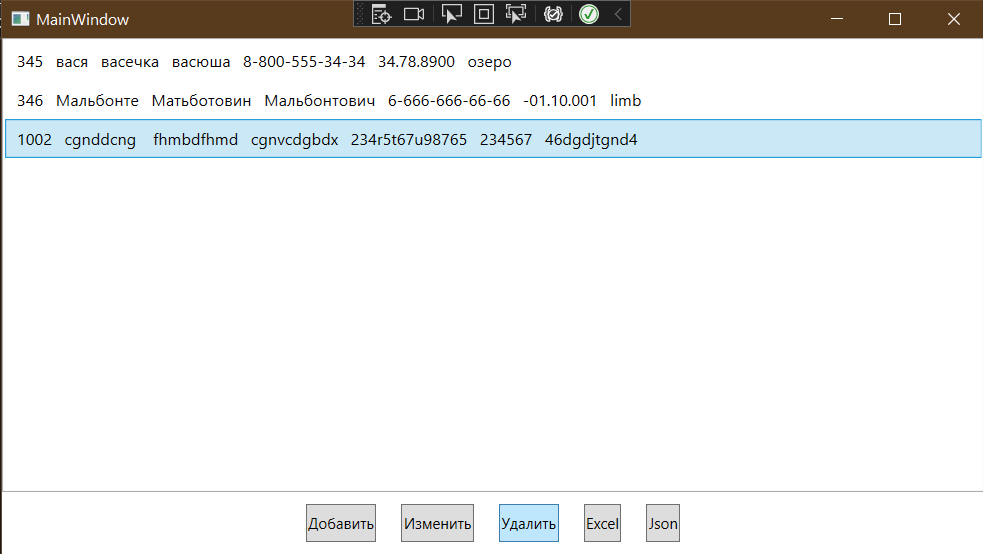 MainWindow
345 вася васечка васюша 8-800-555-34-34 34.78.8900 озеро
346 Мальбонте Матьботовин Мальбонтович 6-666-666-66-66 -01.10.001 limb
1002 cgnddcng fhmbdfhmd cgnvcdgbdx 234r5t67u98765 234567 46dgdjtgnd4
Добавить Изменить Удалить Excel Json